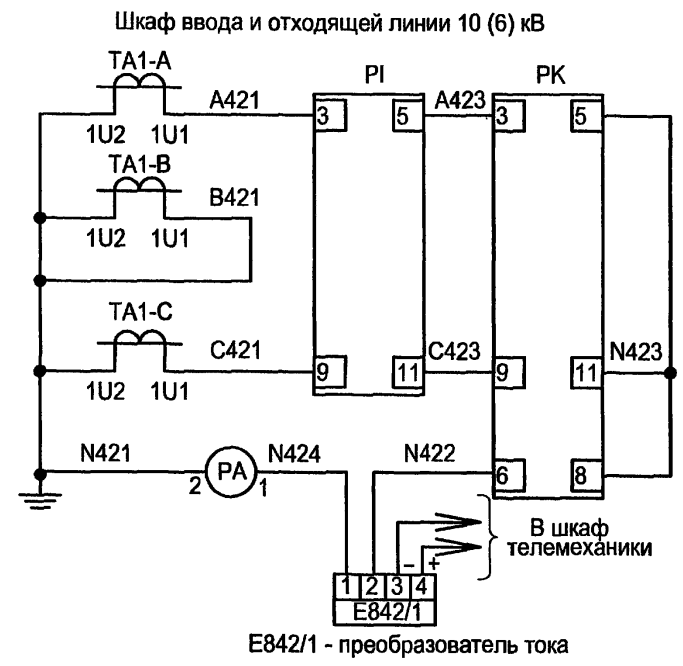 Шкаф ввода и отходящей линии 10 (6) кВ
TA1-A
PI
PK
A421
A423
3
5
3
5
1U2
1U1
TA1-B
B421
1U2
1U1
TA1-C
C421
C423
N423
9
11
9
11
1U2
1U1
N421
N424
N422
2
PA
1
6
8
В шкаф
телемеханики
– +
1 2 3 4
E842/1
E842/1 - преобразователь тока